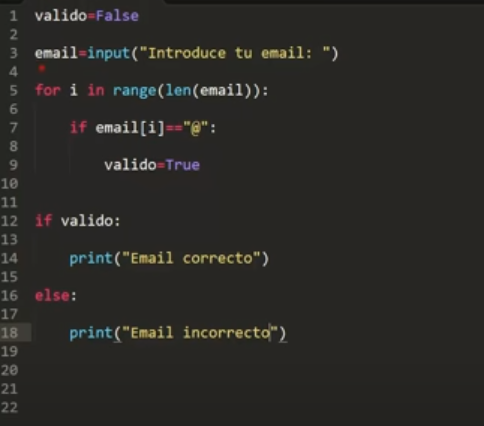 1 valido=False
2
3 email=input("Introduce tu email: ")
4
5 for i in range(len(email)):
6
7     if email[i]=="@":
8
9         valido=True
10
11
12 if valido:
13
14     print("Email correcto")
15
16 else:
17
18     print("Email incorrecto")
19
20
21
22